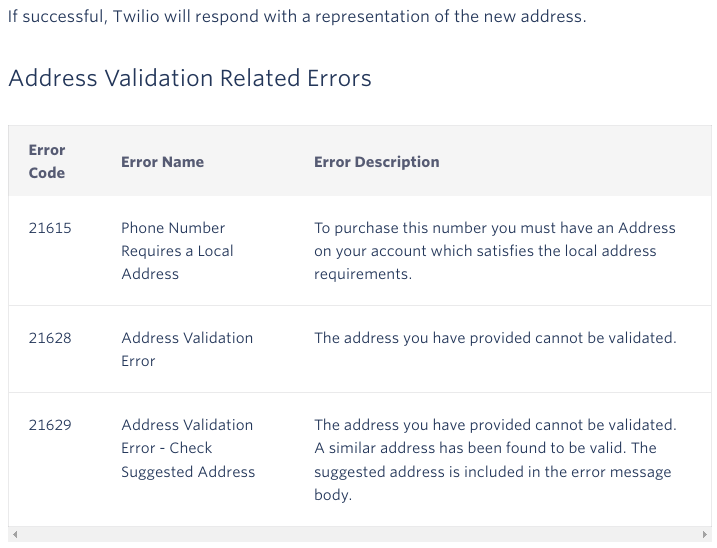 If successful, Twilio will respond with a representation of the new address.
Address Validation Related Errors
Error
Code
Error Name
Error Description
21615
Phone Number
Requires a Local
Address
To purchase this number you must have an Address
on your account which satisfies the local address
requirements.
21628
Address Validation
Error
The address you have provided cannot be validated.
21629
Address Validation
Error - Check
Suggested Address
The address you have provided cannot be validated.
A similar address has been found to be valid. The
suggested address is included in the error message
body.